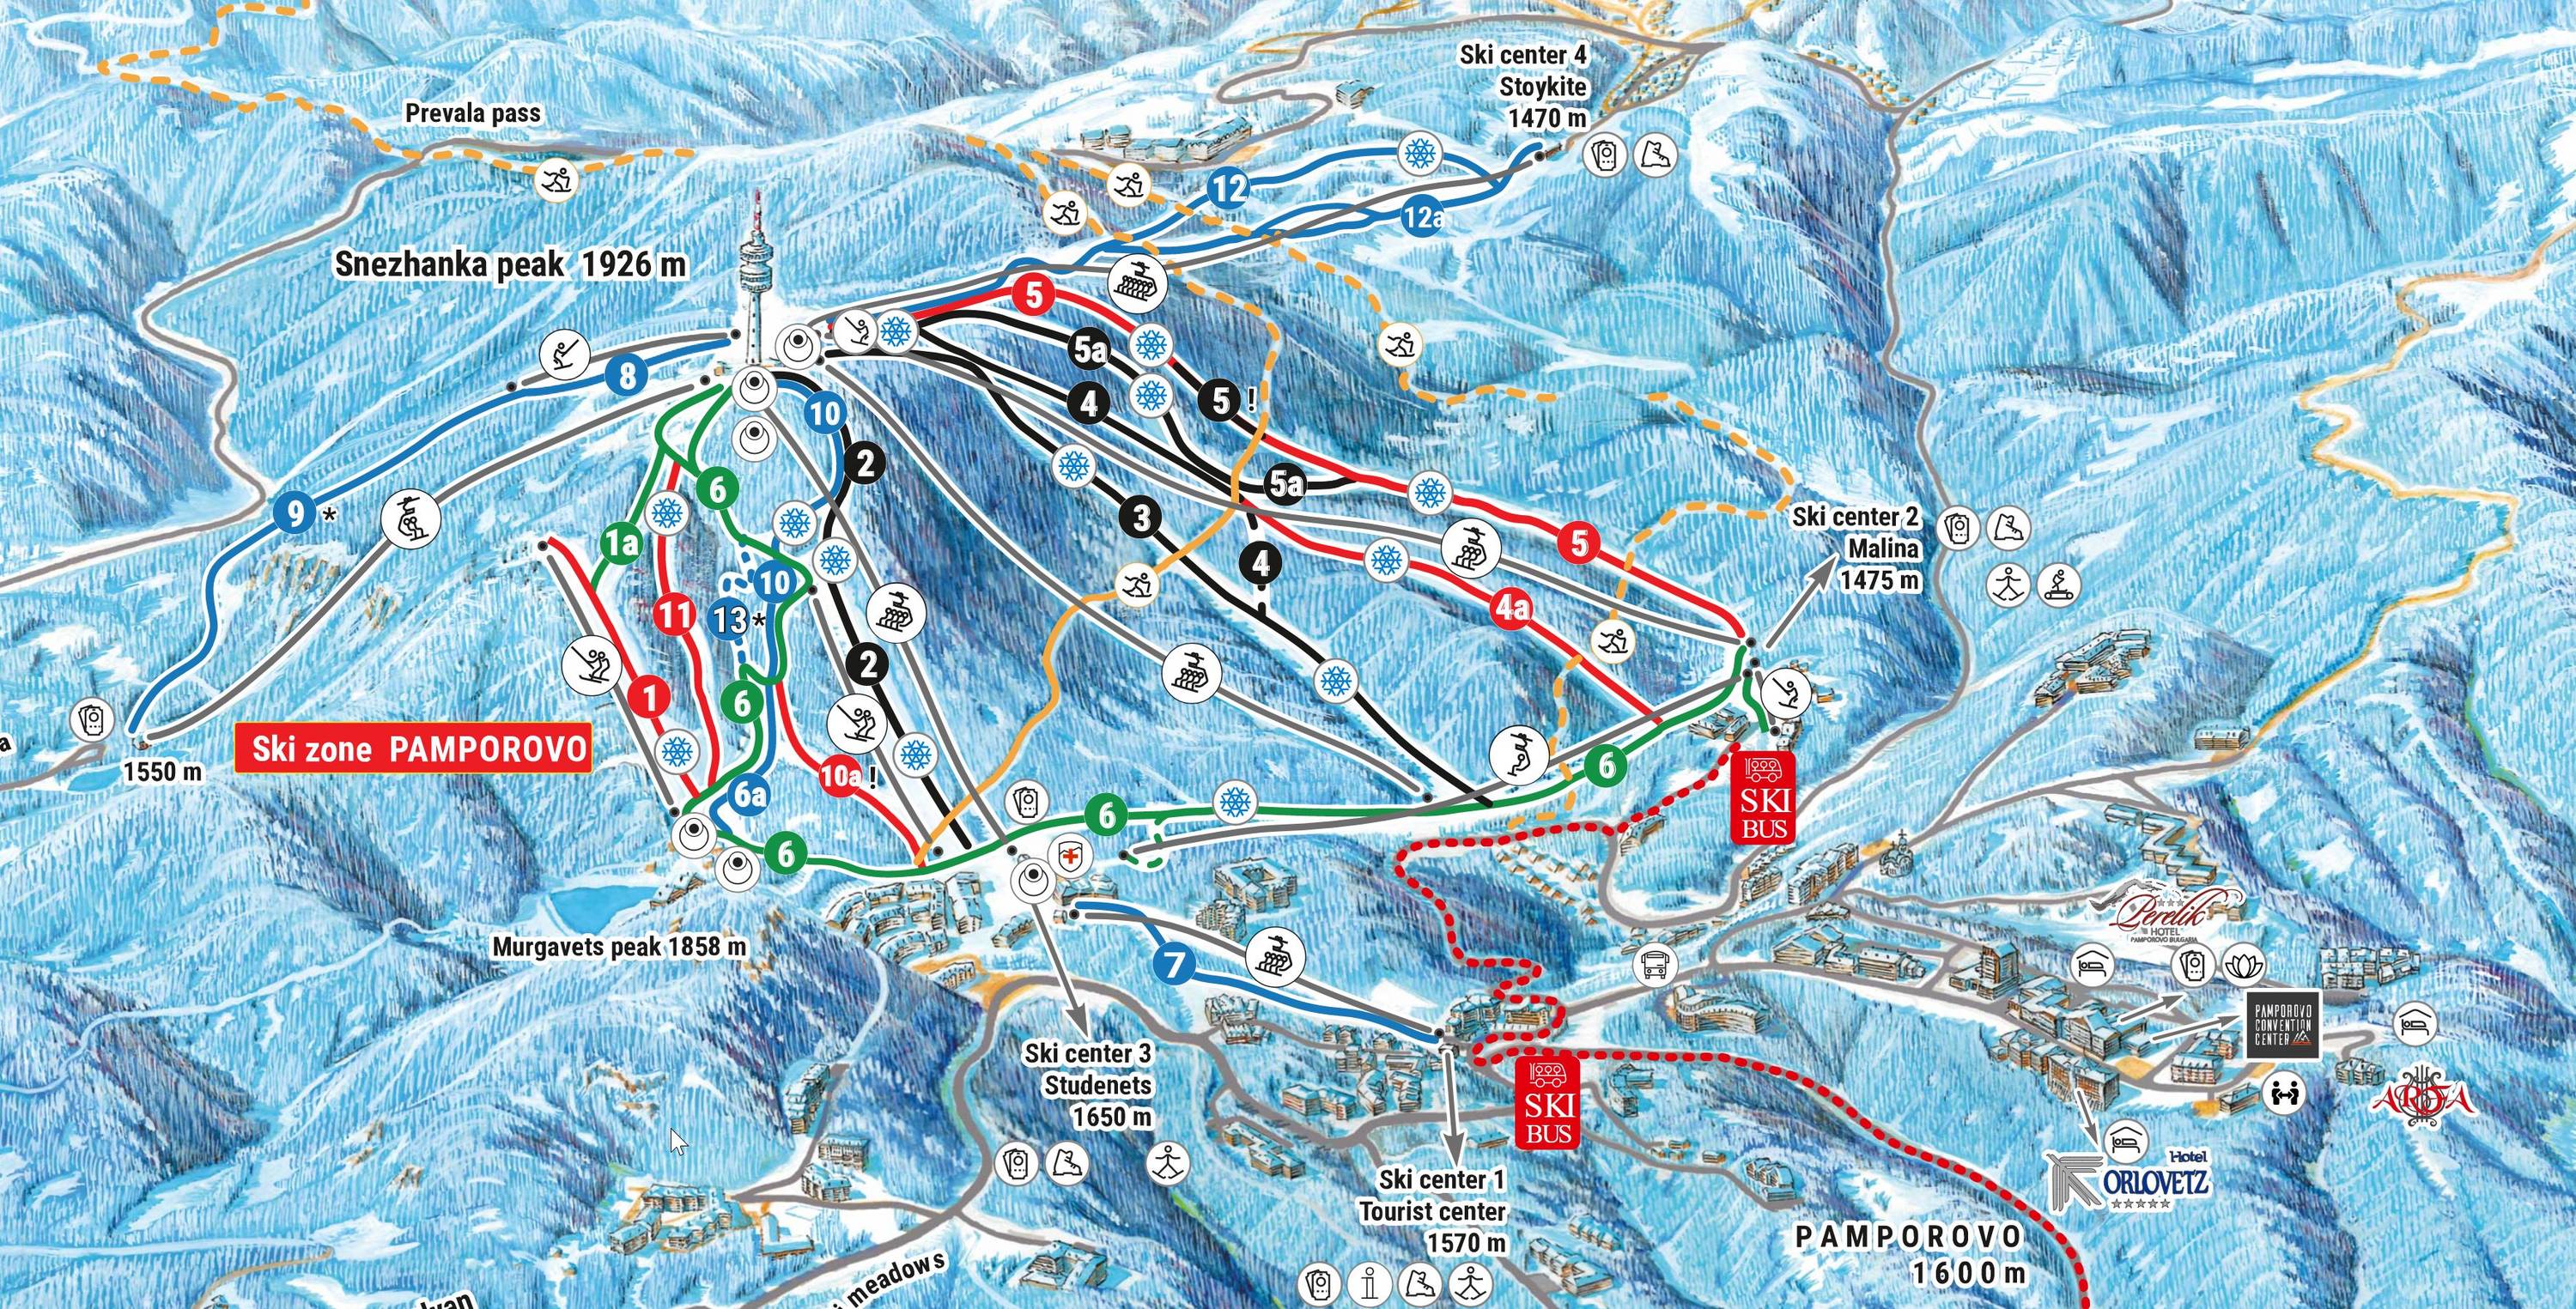 Ski center 4
Stoykite
1470 m
Prevala pass
12
12a
Snezhanka peak 1926 m
5
5a
8
4
5 !
10
2
6
5a
9 *
3
Ski center 2
Malina
1475 m
1a
5
4
10
4a
11
13 *
2
1
6
Ski zone PAMPOROVO
1550 m
10a !
6
6a
SKI
BUS
6
6
Perelik
HOTEL
PAMPOROVO BULGARIA
Murgavets peak 1858 m
7
PAMPOROVO
CONVENTION
CENTER
Ski center 3
Studenets
1650 m
SKI
BUS
ARFA
Ski center 1
Tourist center
1570 m
Hotel
ORLOVETZ
PAMPOROVO
1600 m
meadows